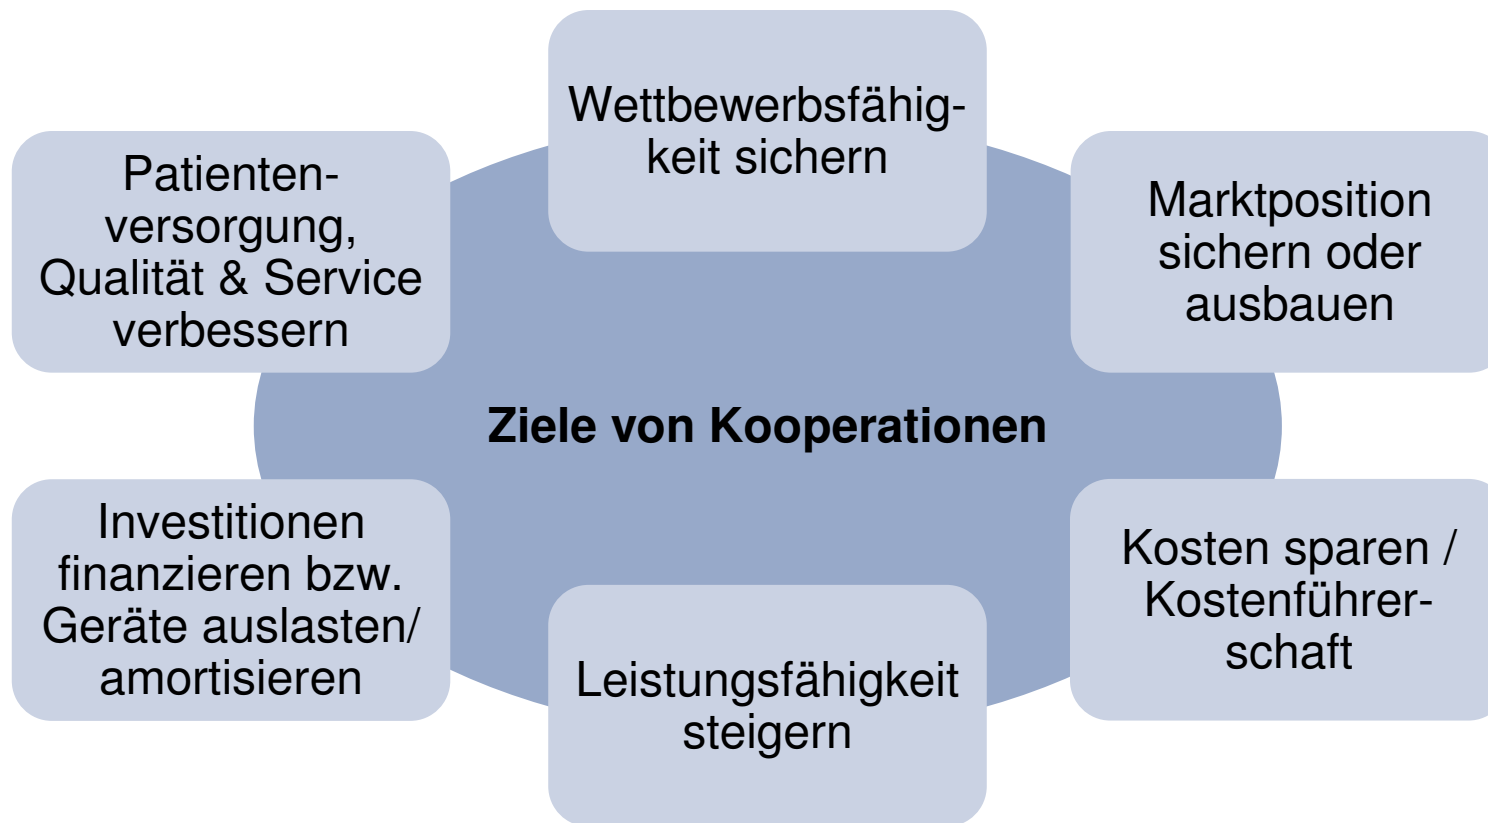 Wettbewerbsfähig-
keit sichern
Marktposition
sichern oder
ausbauen
Kosten sparen /
Kostenführer-
schaft
Leistungsfähigkeit
steigern
Investitionen
finanzieren bzw.
Geräte auslasten/
amortisieren
Patienten-
versorgung,
Qualität & Service
verbessern
Ziele von Kooperationen